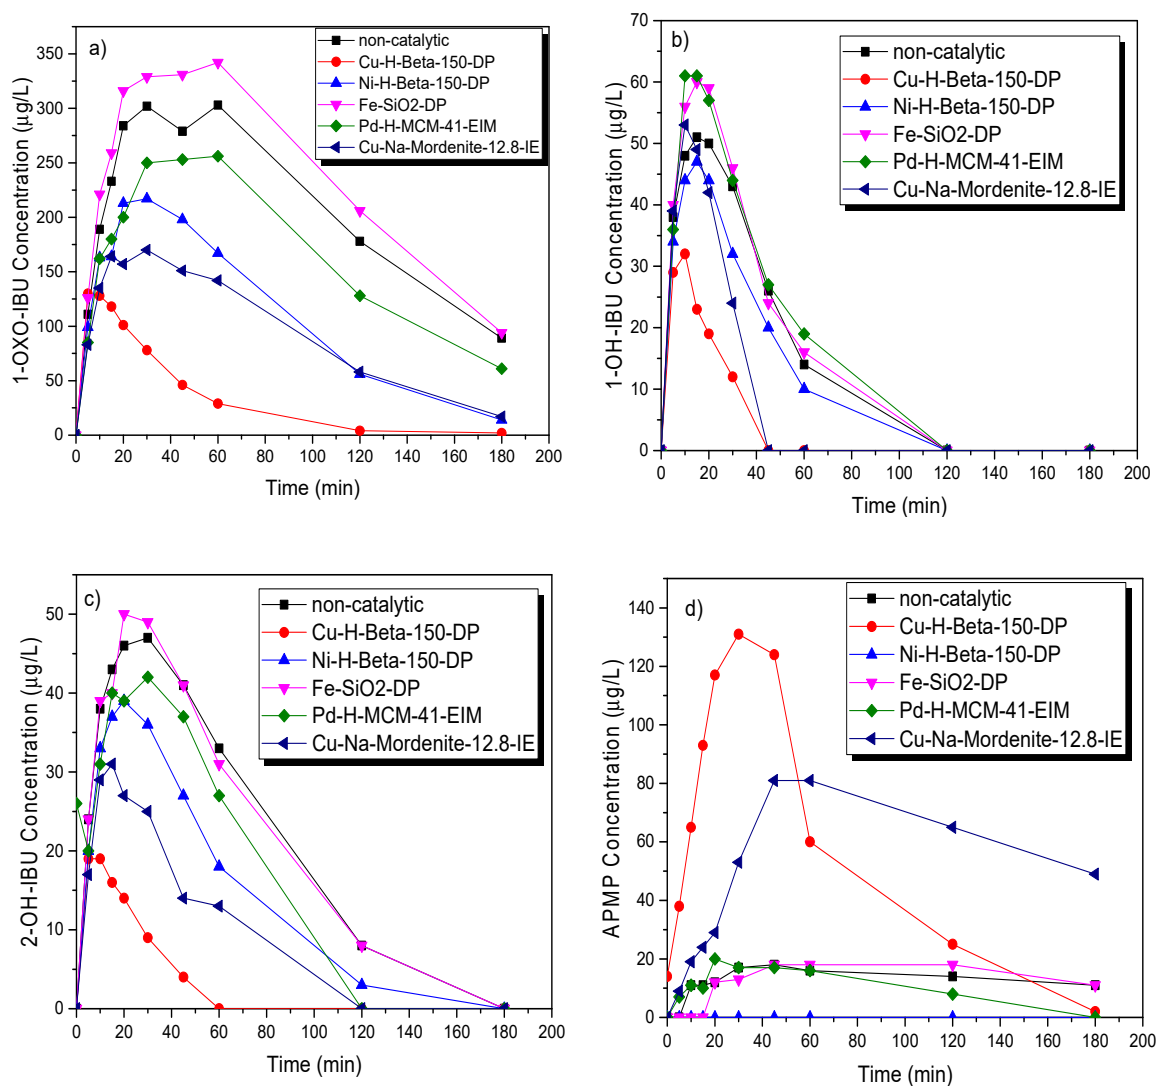 a)
non-catalytic
Cu-H-Beta-150-DP
Ni-H-Beta-150-DP
Fe-SiO2-DP
Pd-H-MCM-41-EIM
Cu-Na-Mordenite-12.8-IE
1-OXO-IBU Concentration (µg/L)
350
300
250
200
150
100
50
0
0 20 40 60 80 100 120 140 160 180 200
Time (min)
b)
non-catalytic
Cu-H-Beta-150-DP
Ni-H-Beta-150-DP
Fe-SiO2-DP
Pd-H-MCM-41-EIM
Cu-Na-Mordenite-12.8-IE
1-OH-IBU Concentration (µg/L)
70
60
50
40
30
20
10
0
0 20 40 60 80 100 120 140 160 180 200
Time (min)
c)
non-catalytic
Cu-H-Beta-150-DP
Ni-H-Beta-150-DP
Fe-SiO2-DP
Pd-H-MCM-41-EIM
Cu-Na-Mordenite-12.8-IE
2-OH-IBU Concentration (µg/L)
50
40
30
20
10
0
0 20 40 60 80 100 120 140 160 180 200
Time (min)
d)
non-catalytic
Cu-H-Beta-150-DP
Ni-H-Beta-150-DP
Fe-SiO2-DP
Pd-H-MCM-41-EIM
Cu-Na-Mordenite-12.8-IE
APMP Concentration (µg/L)
140
120
100
80
60
40
20
0
0 20 40 60 80 100 120 140 160 180 200
Time (min)